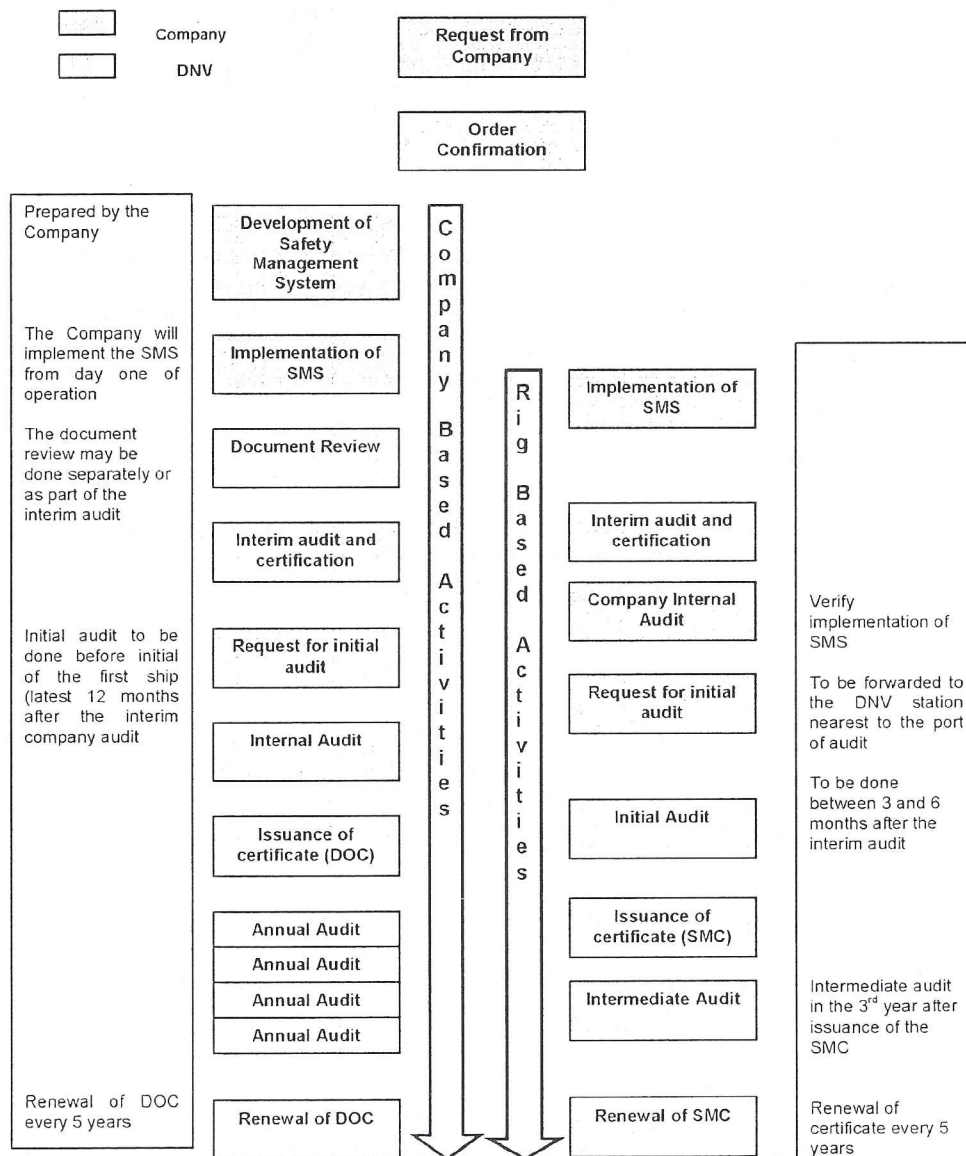 Company
DNV
Request from
Company
Order
Confirmation
Prepared by the
Company
The Company will
implement the SMS
from day one of
operation
The document
review may be
done separately or
as part of the
interim audit
Initial audit to be
done before initial
of the first ship
(latest 12 months
after the interim
company audit
Renewal of DOC
every 5 years
Development of
Safety
Management
System
Implementation of
SMS
Document Review
Interim audit and
certification
Request for initial
audit
Internal Audit
Issuance of
certificate (DOC)
Annual Audit
Annual Audit
Annual Audit
Annual Audit
Renewal of DOC
Company Based Activities
Rig Based Activities
Implementation of
SMS
Interim audit and
certification
Company Internal
Audit
Request for initial
audit
Initial Audit
Issuance of
certificate (SMC)
Intermediate Audit
Renewal of SMC
Verify
implementation of
SMS
To be forwarded to
the DNV station
nearest to the port
of audit
To be done
between 3 and 6
months after the
interim audit
Intermediate audit
in the 3rd year after
issuance of the
SMC
Renewal of
certificate every 5
years